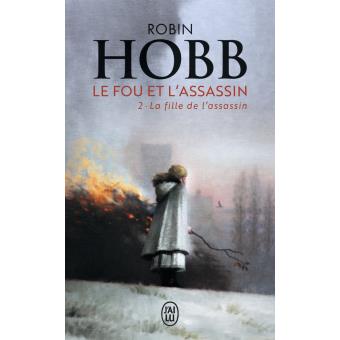 ROBIN
HOBB
LE FOU ET L'ASSASSIN
2 • La fille de l'assassin
J'AI
LU